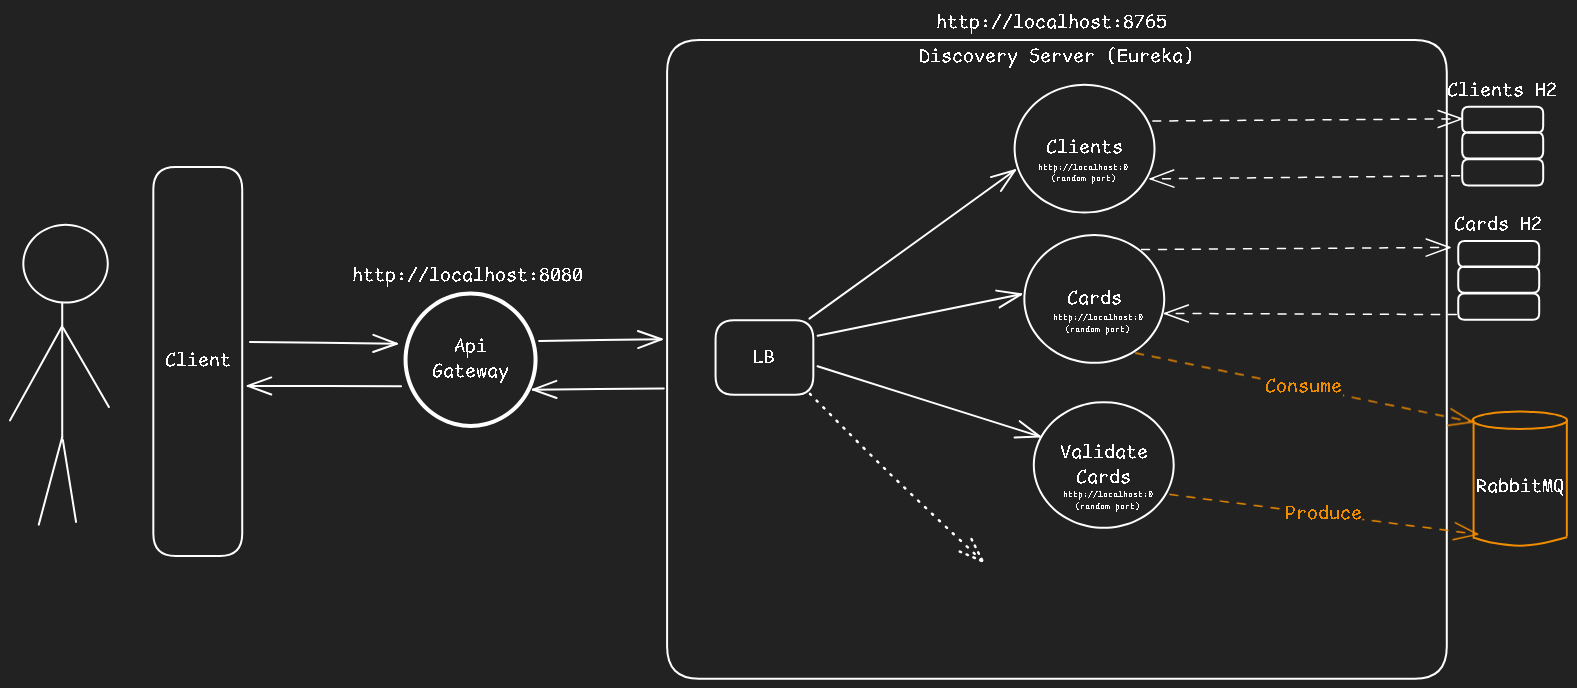 http://localhost:8765
Discovery Server (Eureka)
Clients H2
Clients
http://localhost:0
(random port)
Cards H2
http://localhost:8080
Cards
http://localhost:0
(random port)
Api
Gateway
Client
LB
Consume
Validate
Cards
http://localhost:0
(random port)
RabbitMQ
Produce